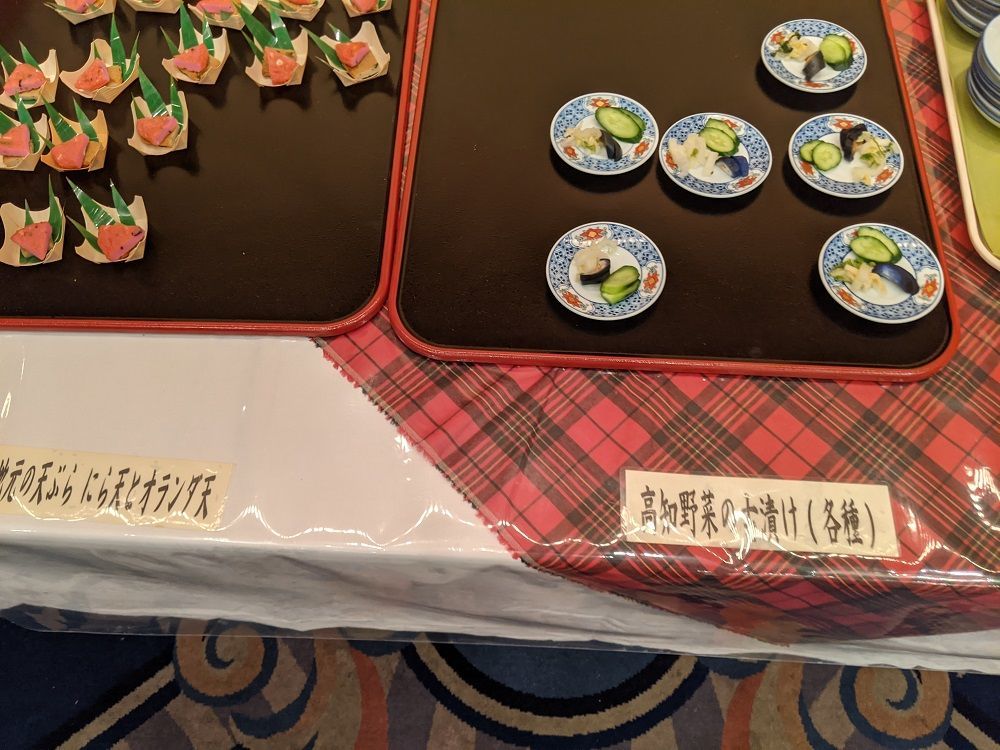 地元の天ぷら にら天とオランダ天
高知野菜の漬け(各種)